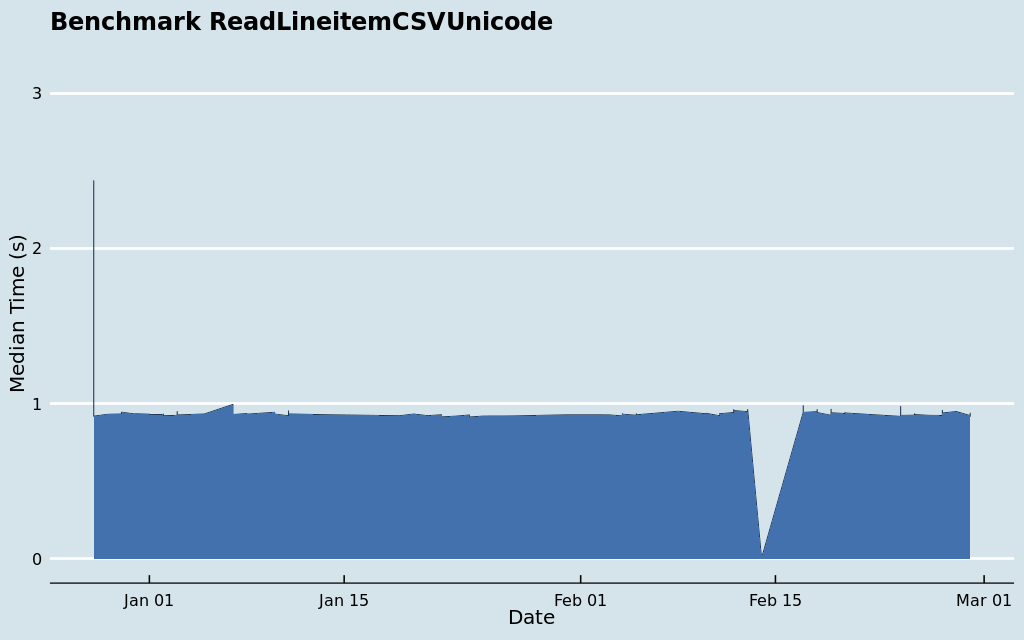 Benchmark ReadLineitemCSVUnicode
Median Time (s)
3
2
1
0
Jan 01
Jan 15
Feb 01
Feb 15
Mar 01
Date